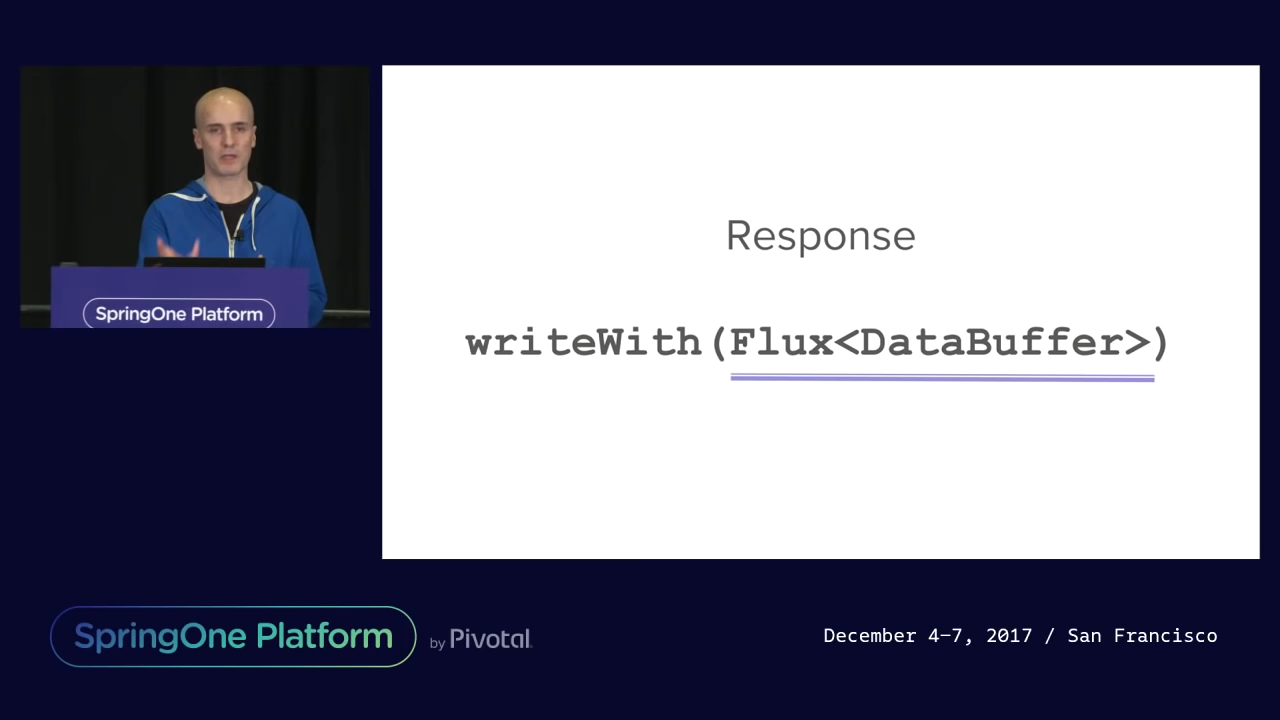 SpringOne Platform
Response
writeWith(Flux<DataBuffer>)
SpringOne Platform by Pivotal.
December 4–7, 2017 / San Francisco